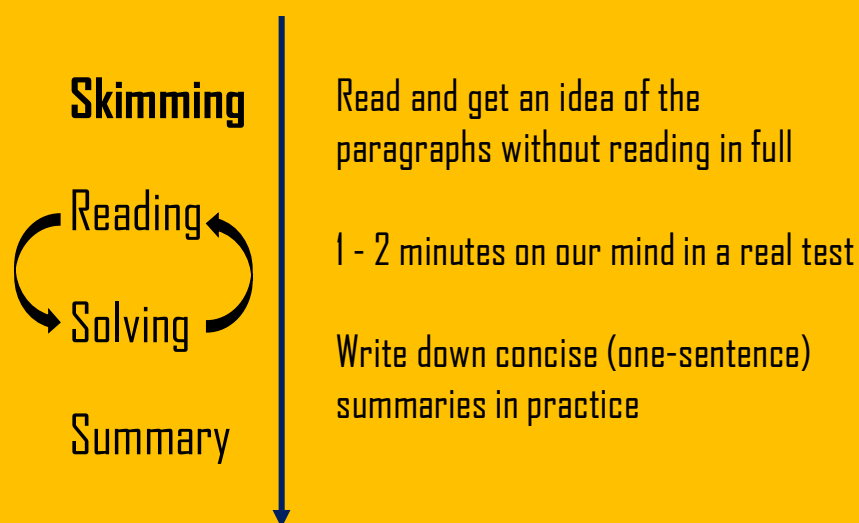 Skimming
Reading
Solving
Summary
Read and get an idea of the
paragraphs without reading in full
1 - 2 minutes on our mind in a real test
Write down concise (one-sentence)
summaries in practice